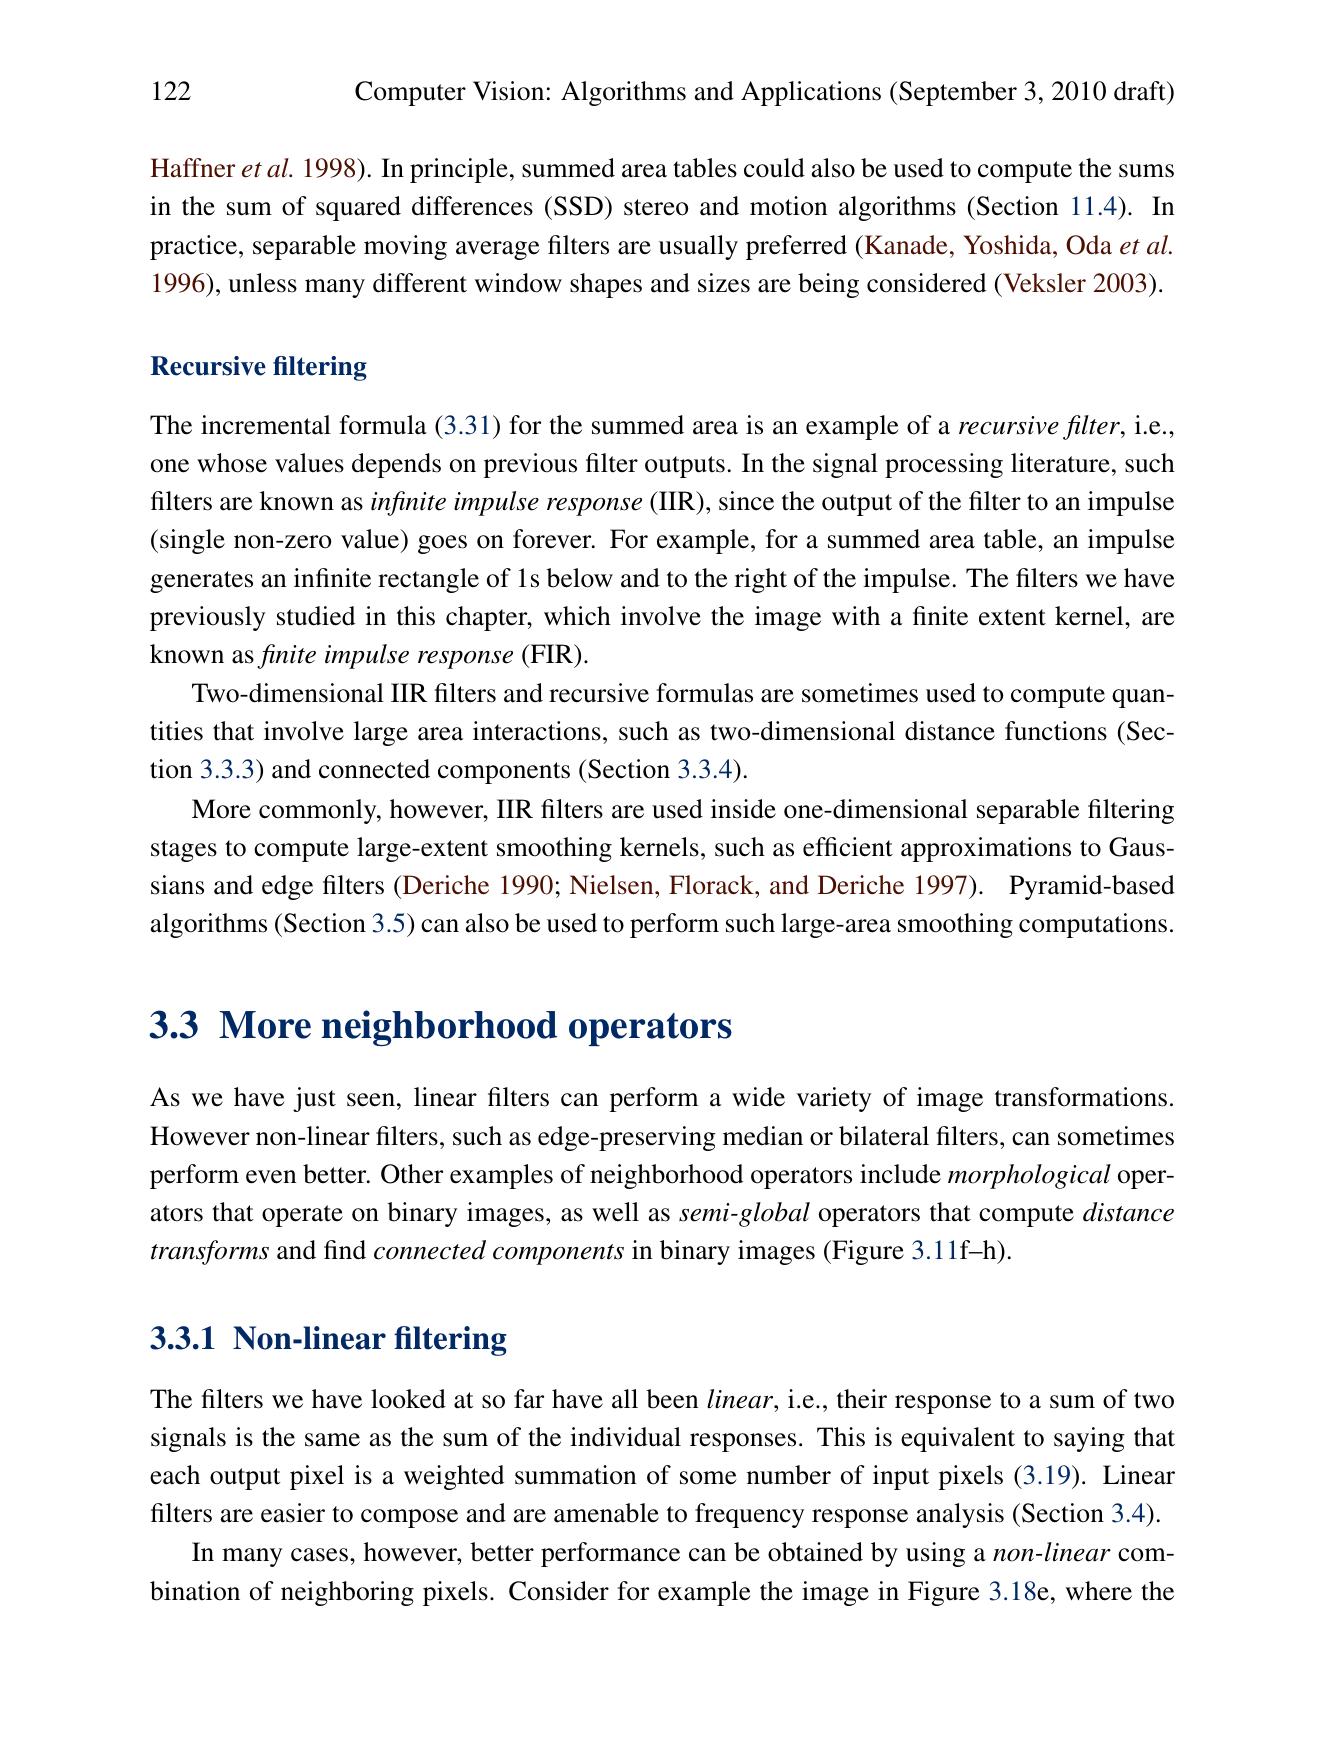 122 Computer Vision: Algorithms and Applications (September 3, 2010 draft)
Haffner et al. 1998). In principle, summed area tables could also be used to compute the sums
in the sum of squared differences (SSD) stereo and motion algorithms (Section 11.4). In
practice, separable moving average filters are usually preferred (Kanade, Yoshida, Oda et al.
1996), unless many different window shapes and sizes are being considered (Veksler 2003).
Recursive filtering
The incremental formula (3.31) for the summed area is an example of a recursive filter, i.e.,
one whose values depends on previous filter outputs. In the signal processing literature, such
filters are known as infinite impulse response (IIR), since the output of the filter to an impulse
(single non-zero value) goes on forever. For example, for a summed area table, an impulse
generates an infinite rectangle of 1s below and to the right of the impulse. The filters we have
previously studied in this chapter, which involve the image with a finite extent kernel, are
known as finite impulse response (FIR).
Two-dimensional IIR filters and recursive formulas are sometimes used to compute quan-
tities that involve large area interactions, such as two-dimensional distance functions (Sec-
tion 3.3.3) and connected components (Section 3.3.4).
More commonly, however, IIR filters are used inside one-dimensional separable filtering
stages to compute large-extent smoothing kernels, such as efficient approximations to Gaus-
sians and edge filters (Deriche 1990; Nielsen, Florack, and Deriche 1997). Pyramid-based
algorithms (Section 3.5) can also be used to perform such large-area smoothing computations.
3.3 More neighborhood operators
As we have just seen, linear filters can perform a wide variety of image transformations.
However non-linear filters, such as edge-preserving median or bilateral filters, can sometimes
perform even better. Other examples of neighborhood operators include morphological oper-
ators that operate on binary images, as well as semi-global operators that compute distance
transforms and find connected components in binary images (Figure 3.11f–h).
3.3.1 Non-linear filtering
The filters we have looked at so far have all been linear, i.e., their response to a sum of two
signals is the same as the sum of the individual responses. This is equivalent to saying that
each output pixel is a weighted summation of some number of input pixels (3.19). Linear
filters are easier to compose and are amenable to frequency response analysis (Section 3.4).
In many cases, however, better performance can be obtained by using a non-linear com-
bination of neighboring pixels. Consider for example the image in Figure 3.18e, where the